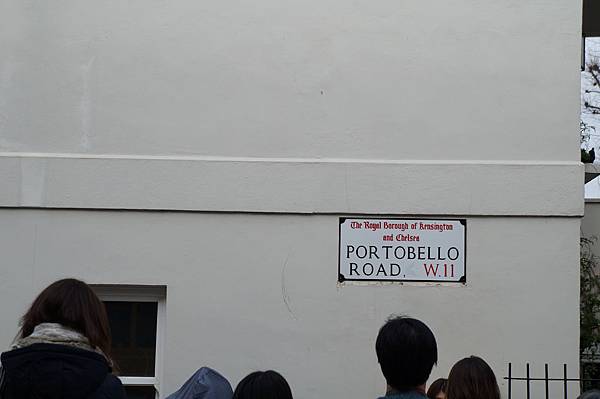 The Royal Borough of Kensington
and Chelsea
PORTOBELLO
ROAD, W.11